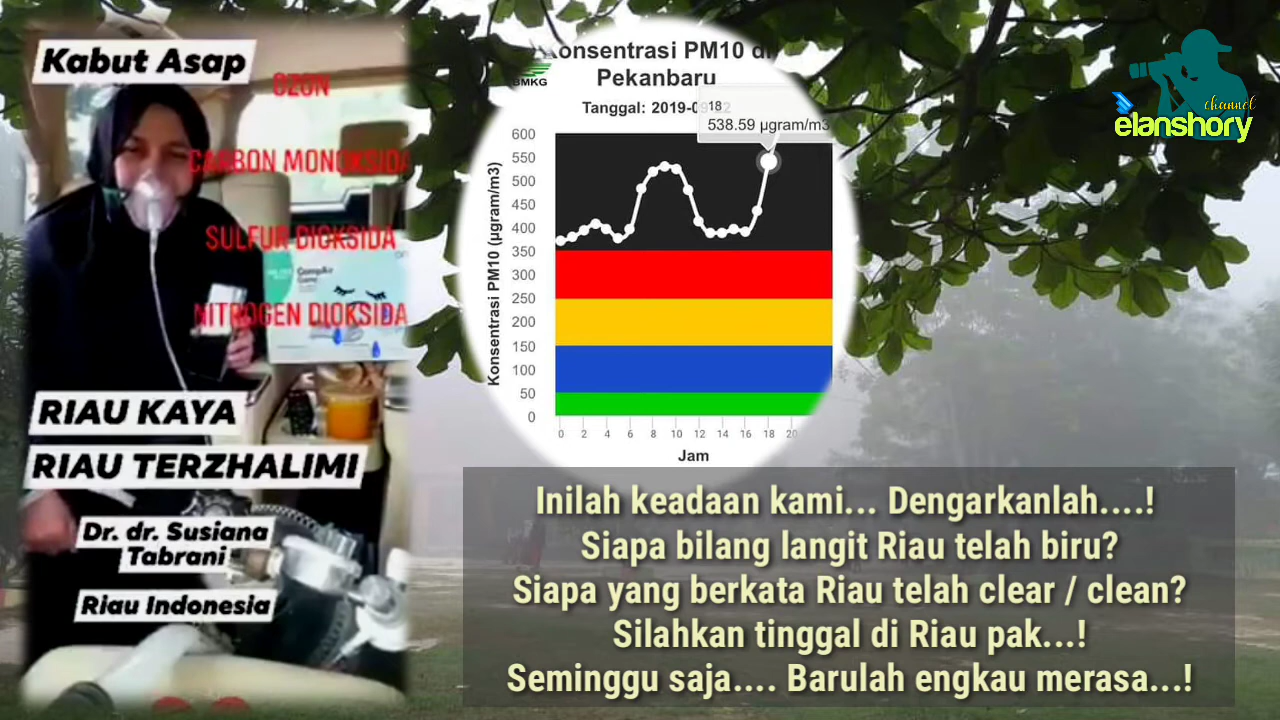 Kabut Asap
OZON
CARBON MONOKSIDA
SULFUR DIOKSIDA
NITROGEN DIOKSIDA
RIAU KAYA
RIAU TERZHALIMI
Dr. dr. Susiana
Tabrani
Riau Indonesia
Konsentrasi PM10 di
Pekanbaru
BMKG
Tanggal: 2019-09-22
18
538.59 µgram/m3
Konsentrasi PM10 (µgram/m3)
600
550
500
450
400
350
300
250
200
150
100
50
0
0 2 4 6 8 10 12 14 16 18 20
Jam
channel
elanshory
Inilah keadaan kami... Dengarkanlah....!
Siapa bilang langit Riau telah biru?
Siapa yang berkata Riau telah clear / clean?
Silahkan tinggal di Riau pak...!
Seminggu saja.... Barulah engkau merasa...!